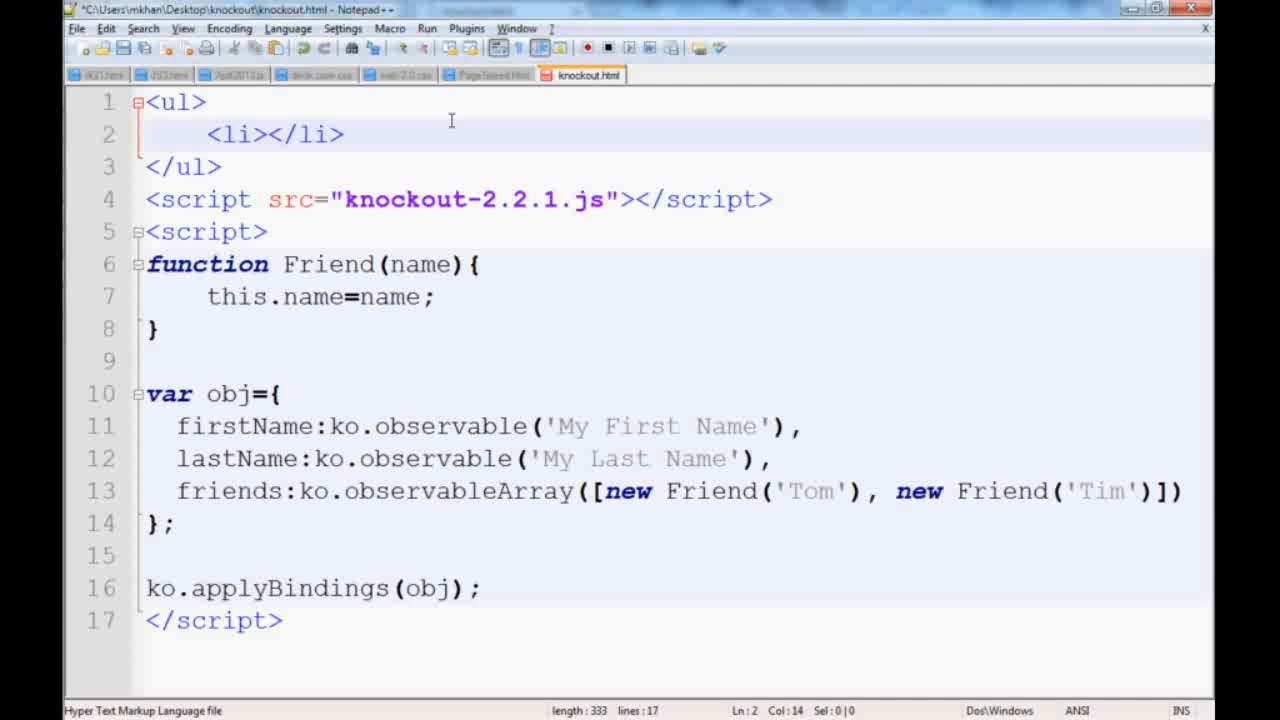 *C:\Users\mkhan\Desktop\knockout\knockout.html - Notepad++
File Edit Search View Encoding Language Settings Macro Run Plugins Window ? X
knockout.html
1 <ul>
2 <li></li>
3 </ul>
4 <script src="knockout-2.2.1.js"></script>
5 <script>
6 function Friend(name){
7 this.name=name;
8 }
9
10 var obj={
11 firstName:ko.observable('My First Name'),
12 lastName:ko.observable('My Last Name'),
13 friends:ko.observableArray([new Friend('Tom'), new Friend('Tim')])
14 };
15
16 ko.applyBindings(obj);
17 </script>
Hyper Text Markup Language file length : 333 lines : 17 Ln : 2 Col : 14 Sel : 0 | 0 Dos\Windows ANSI INS